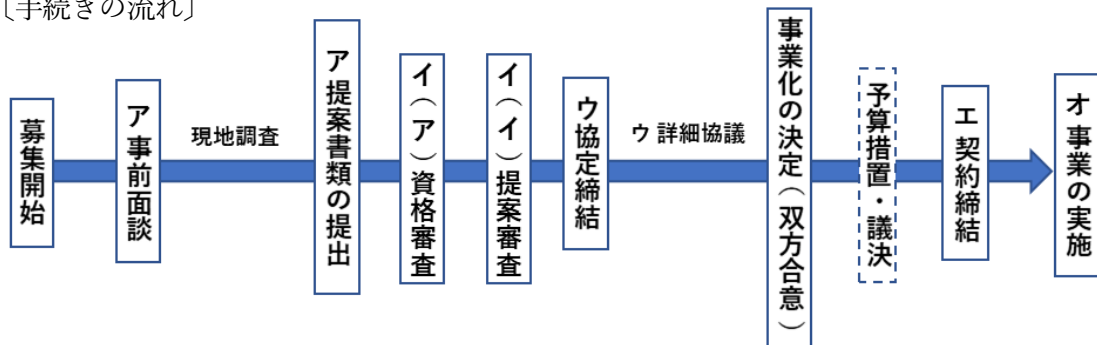 〔手続きの流れ〕
募集開始
ア 事前面談
現地調査
ア 提案書類の提出
イ（ア）資格審査
イ（イ）提案審査
ウ 協定締結
ウ 詳細協議
事業化の決定（双方合意）
予算措置・議決
エ 契約締結
オ 事業の実施